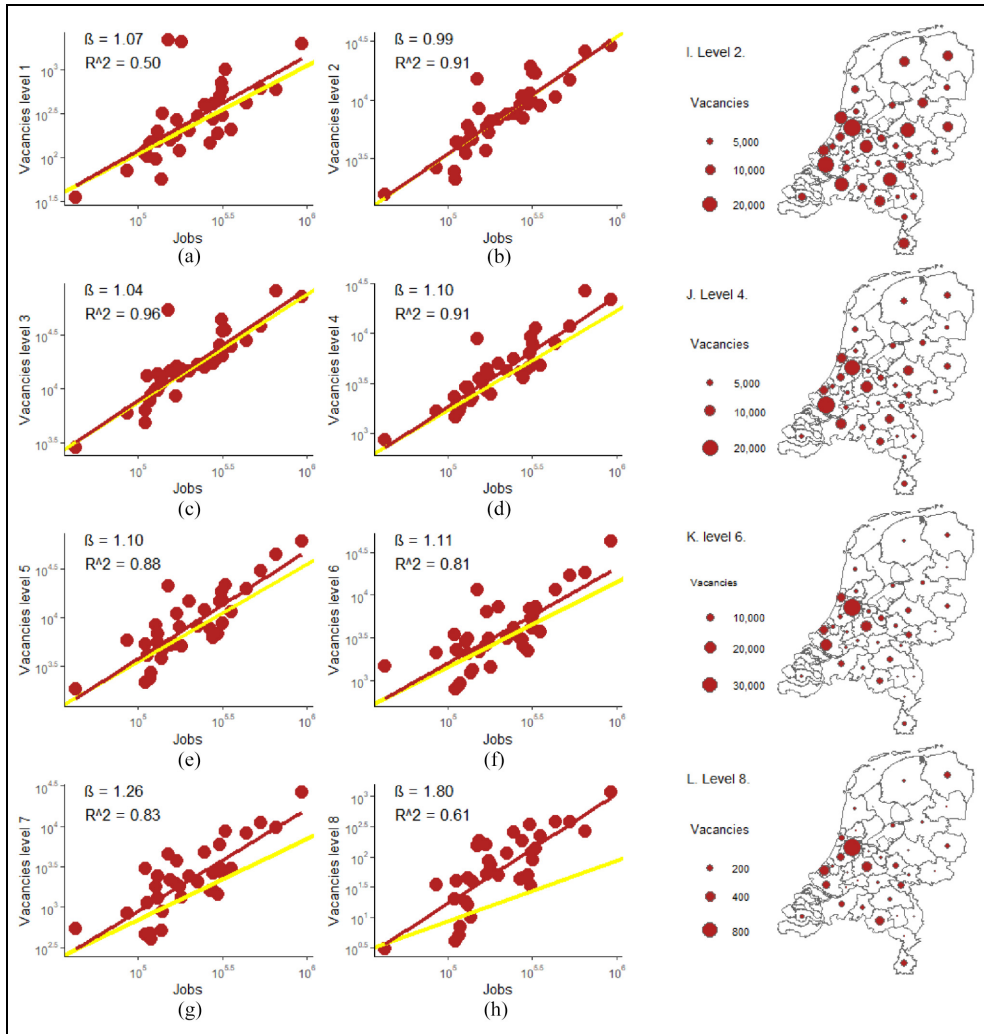 ß = 1.07
R^2 = 0.50
Vacancies level 1
10^3
10^2.5
10^2
10^1.5
10^5
10^5.5
10^6
Jobs
(a)
ß = 0.99
R^2 = 0.91
Vacancies level 2
10^4.5
10^4
10^3.5
10^5
10^5.5
10^6
Jobs
(b)
I. Level 2.
Vacancies
5,000
10,000
20,000
ß = 1.04
R^2 = 0.96
Vacancies level 3
10^4.5
10^4
10^3.5
10^5
10^5.5
10^6
Jobs
(c)
ß = 1.10
R^2 = 0.91
Vacancies level 4
10^4.5
10^4
10^3.5
10^3
10^5
10^5.5
10^6
Jobs
(d)
J. Level 4.
Vacancies
5,000
10,000
20,000
ß = 1.10
R^2 = 0.88
Vacancies level 5
10^4.5
10^4
10^3.5
10^5
10^5.5
10^6
Jobs
(e)
ß = 1.11
R^2 = 0.81
Vacancies level 6
10^4.5
10^4
10^3.5
10^3
10^5
10^5.5
10^6
Jobs
(f)
K. level 6.
Vacancies
10,000
20,000
30,000
ß = 1.26
R^2 = 0.83
Vacancies level 7
10^4.5
10^4
10^3.5
10^3
10^2.5
10^5
10^5.5
10^6
Jobs
(g)
ß = 1.80
R^2 = 0.61
Vacancies level 8
10^3
10^2.5
10^2
10^1.5
10^1
10^0.5
10^5
10^5.5
10^6
Jobs
(h)
L. Level 8.
Vacancies
200
400
800